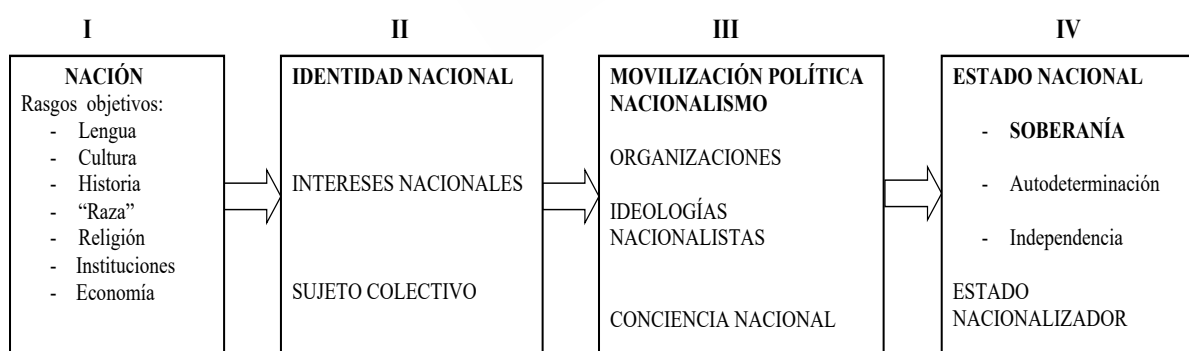 I
II
III
IV
NACIÓN
Rasgos objetivos:
- Lengua
- Cultura
- Historia
- “Raza”
- Religión
- Instituciones
- Economía
IDENTIDAD NACIONAL
INTERESES NACIONALES
SUJETO COLECTIVO
MOVILIZACIÓN POLÍTICA
NACIONALISMO
ORGANIZACIONES
IDEOLOGÍAS
NACIONALISTAS
CONCIENCIA NACIONAL
ESTADO NACIONAL
- SOBERANÍA
- Autodeterminación
- Independencia
ESTADO
NACIONALIZADOR